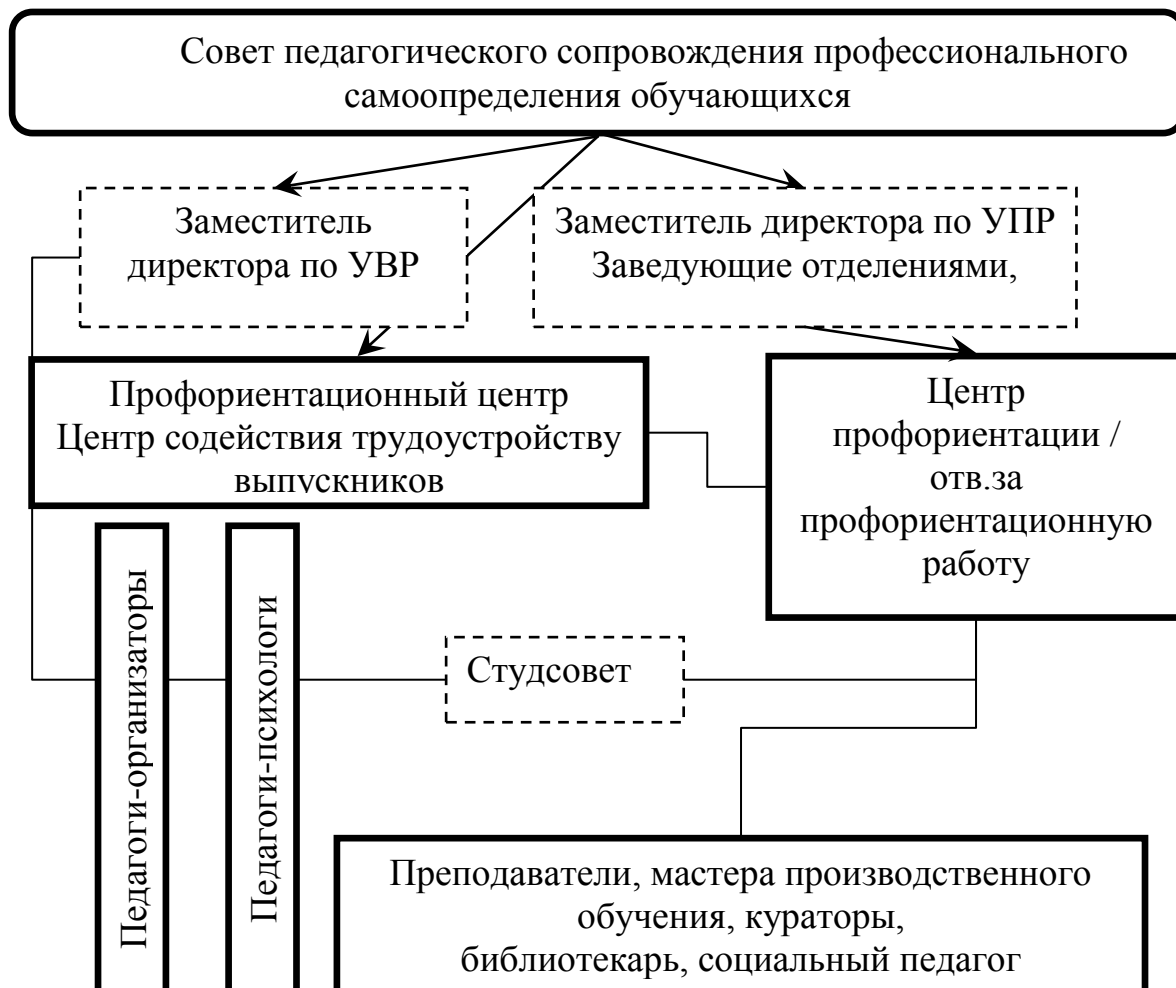 Совет педагогического сопровождения профессионального
самоопределения обучающихся
Заместитель
директора по УВР
Заместитель директора по УПР
Заведующие отделениями,
Профориентационный центр
Центр содействия трудоустройству
выпускников
Центр
профориентации /
отв.за
профориентационную
работу
Педагоги-организаторы
Педагоги-психологи
Студсовет
Преподаватели, мастера производственного
обучения, кураторы,
библиотекарь, социальный педагог